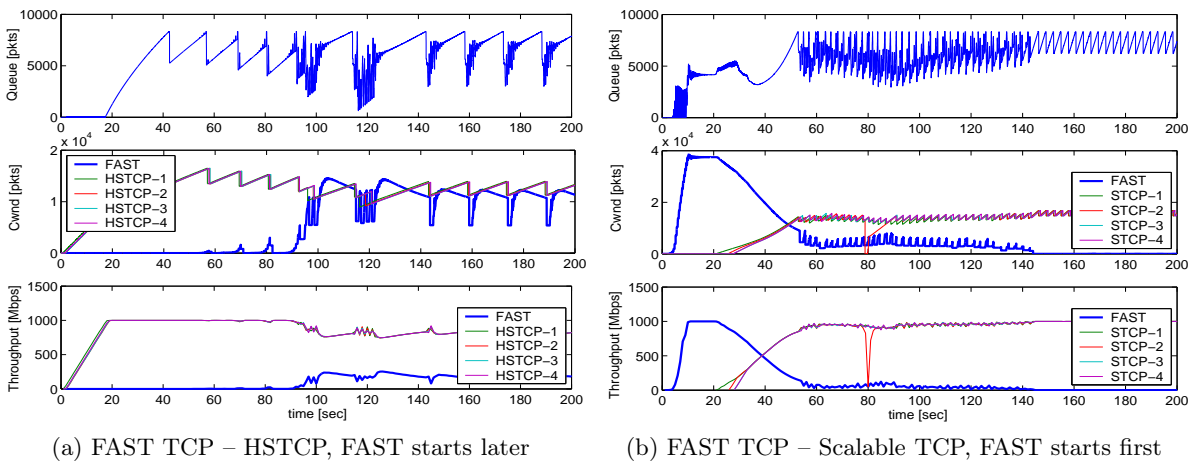 10000
5000
0
Queue [pkts]
0 20 40 60 80 100 120 140 160 180 200
x 10^4
2
1
0
Cwnd [pkts]
FAST
HSTCP−1
HSTCP−2
HSTCP−3
HSTCP−4
0 20 40 60 80 100 120 140 160 180 200
1500
1000
500
0
Throughput [Mbps]
FAST
HSTCP−1
HSTCP−2
HSTCP−3
HSTCP−4
0 20 40 60 80 100 120 140 160 180 200
time [sec]
(a) FAST TCP – HSTCP, FAST starts later
10000
5000
0
Queue [pkts]
0 20 40 60 80 100 120 140 160 180 200
x 10^4
4
2
0
Cwnd [pkts]
FAST
STCP−1
STCP−2
STCP−3
STCP−4
0 20 40 60 80 100 120 140 160 180 200
1500
1000
500
0
Throughput [Mbps]
FAST
STCP−1
STCP−2
STCP−3
STCP−4
0 20 40 60 80 100 120 140 160 180 200
time [sec]
(b) FAST TCP – Scalable TCP, FAST starts first